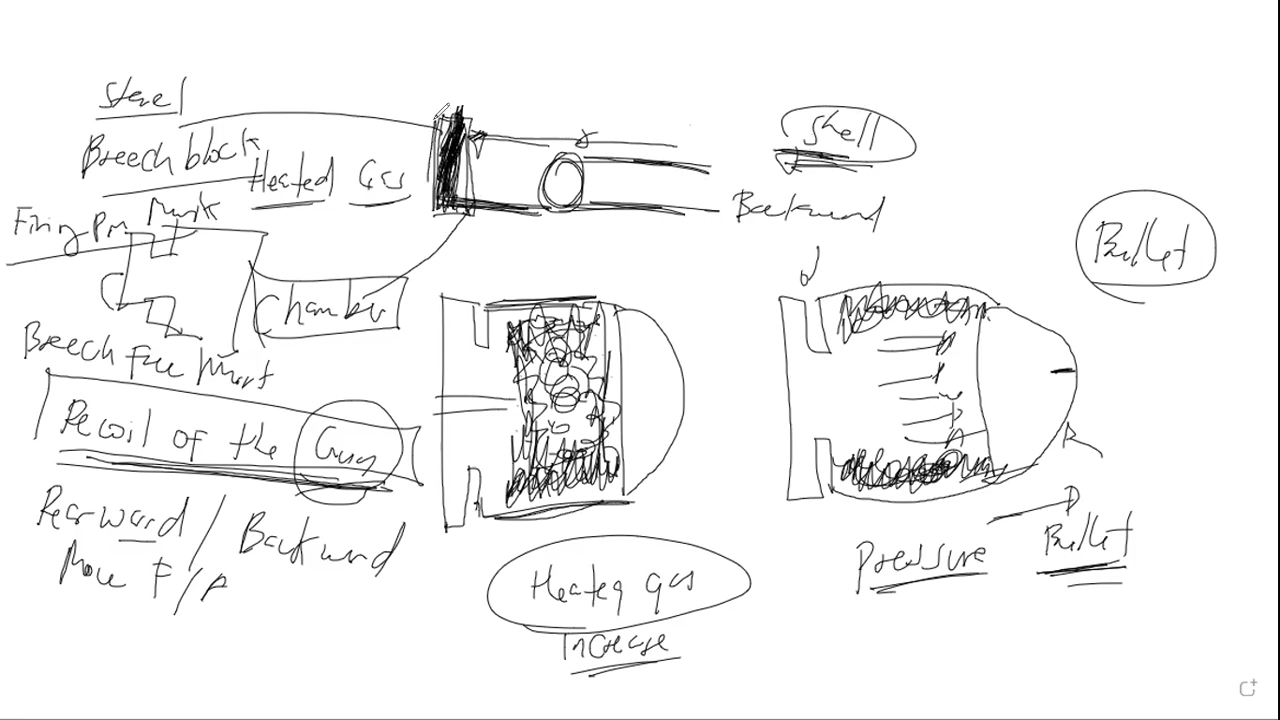 Steel
Breech block
Heated Gas
Firing Pin Mark
Chamber
Breech Face Mark
Recoil of the Gun
Rearward / Backward
Move F/A
Shell
Backward
Bullet
Heated gas
Increase
Pressure
Bullet